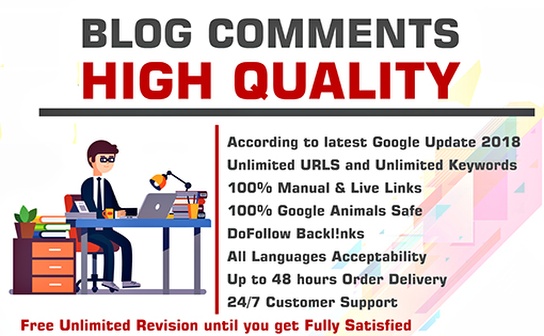 BLOG COMMENTS
HIGH QUALITY
According to latest Google Update 2018
Unlimited URLS and Unlimited Keywords
100% Manual & Live Links
100% Google Animals Safe
DoFollow Backl!nks
All Languages Acceptability
Up to 48 hours Order Delivery
24/7 Customer Support
Free Unlimited Revision until you get Fully Satisfied